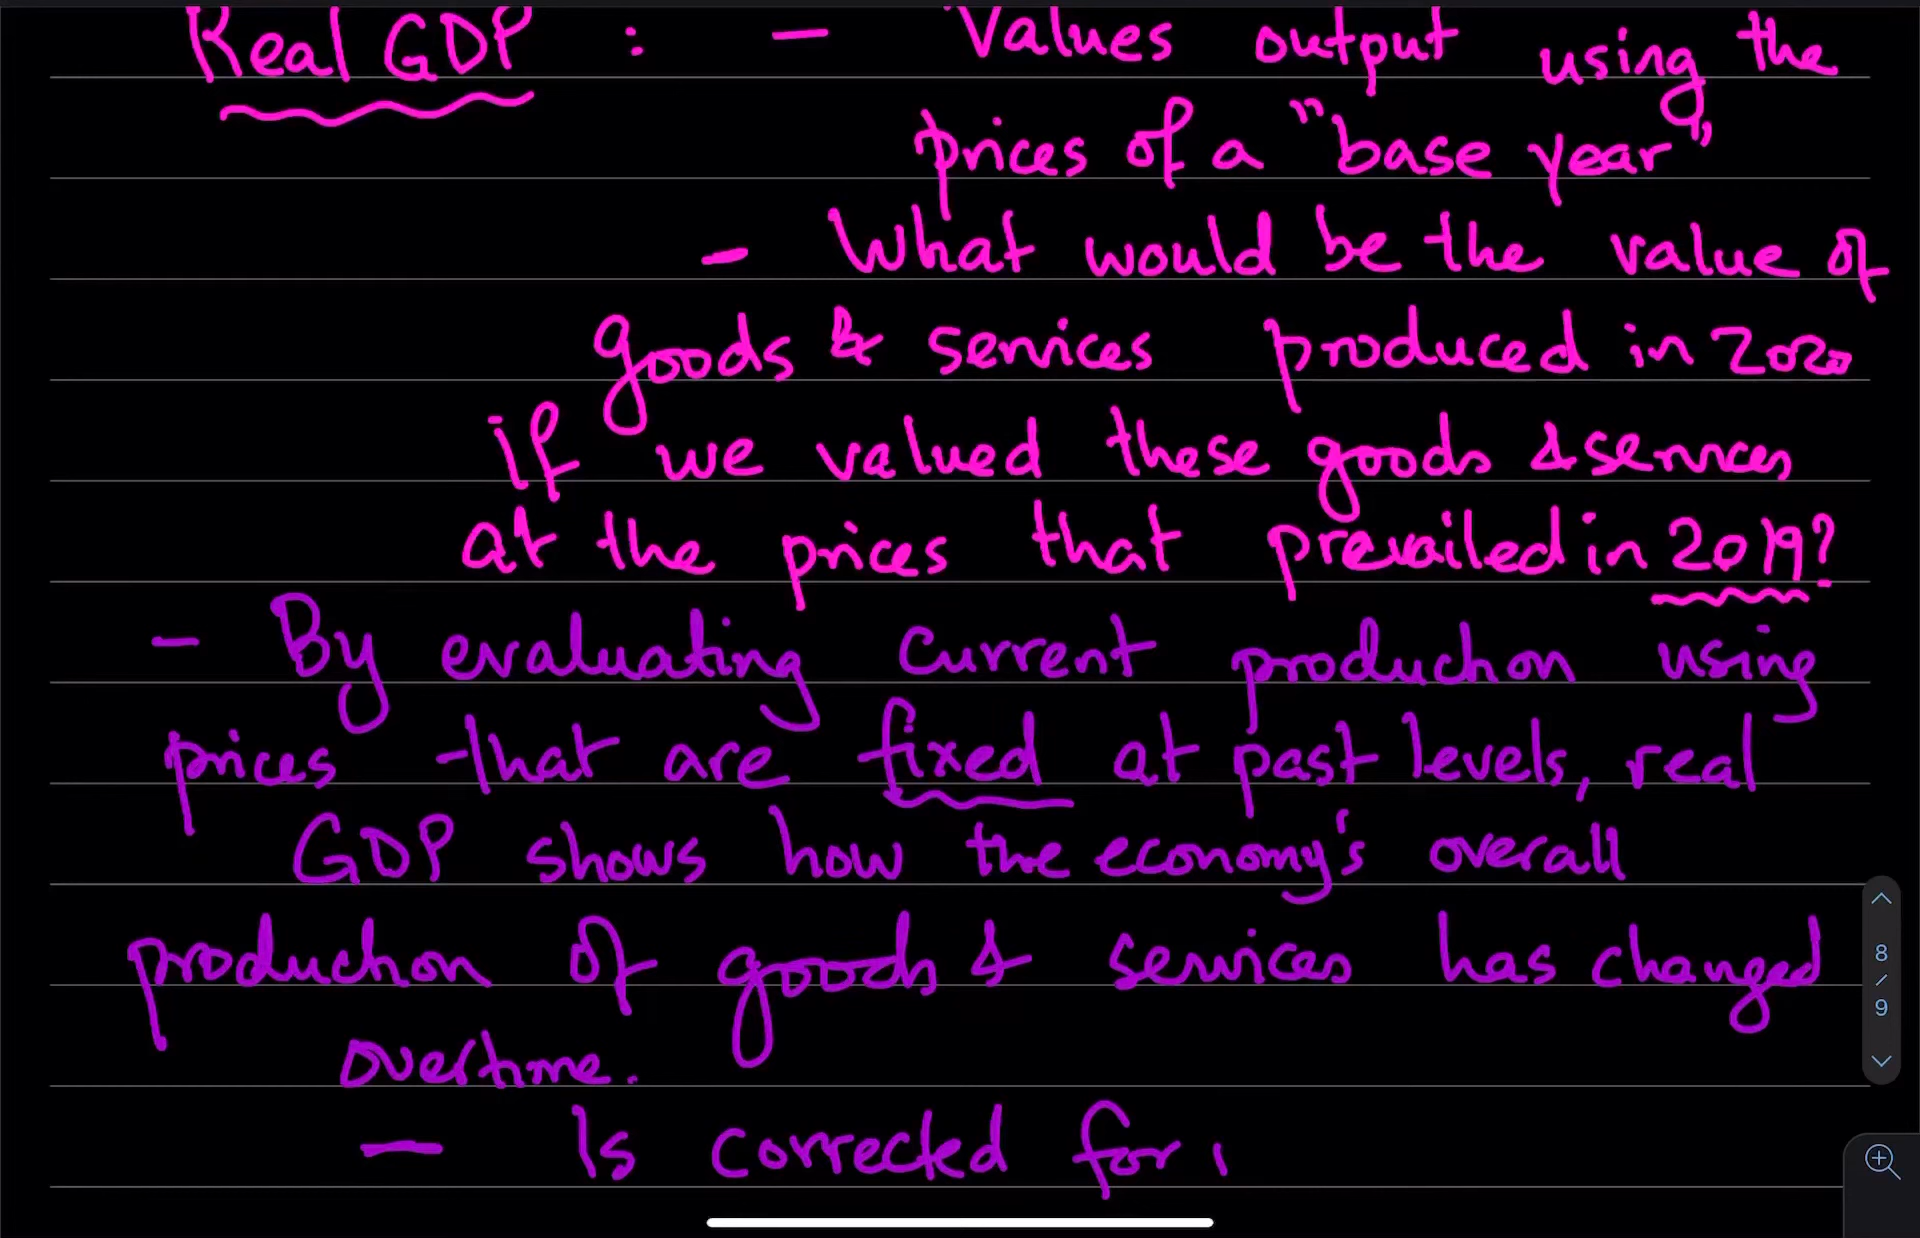 Real GDP : - Values output using the
prices of a "base year"
- What would be the value of
goods & services produced in 2020
if we valued these goods & services
at the prices that prevailed in 2019?
- By evaluating current production using
prices that are fixed at past levels, real
GDP shows how the economy's overall
production of goods & services has changed
overtime.
- Is corrected for
8
/
9